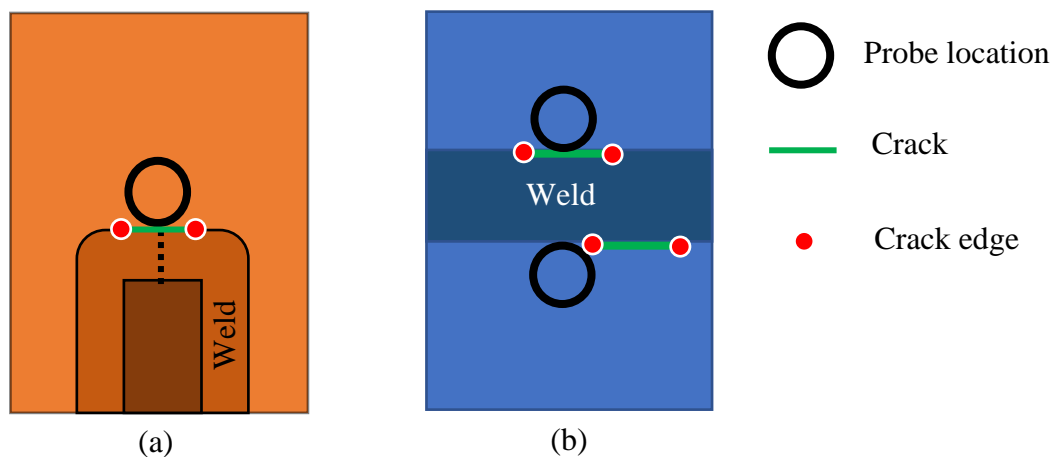 Probe location
Crack
Weld
Weld
Crack edge
(a)
(b)